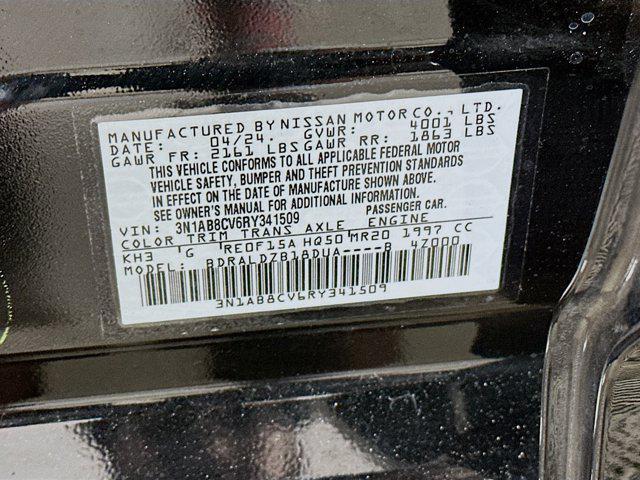 MANUFACTURED BY NISSAN MOTOR CO., LTD.
DATE: 04/24 GVWR: 4001 LBS
GAWR FR: 2161 LBS GAWR RR: 1863 LBS
THIS VEHICLE CONFORMS TO ALL APPLICABLE FEDERAL MOTOR
VEHICLE SAFETY, BUMPER AND THEFT PREVENTION STANDARDS
IN EFFECT ON THE DATE OF MANUFACTURE SHOWN ABOVE.
SEE OWNER'S MANUAL FOR ADDITIONAL INFORMATION.
VIN: 3N1AB8CV6RY341509 PASSENGER CAR.
COLOR TRIM TRANS AXLE ENGINE
KH3 G RE0F15A HQ50 MR20 1997 CC
MODEL: BDRALDZB18DUA----B 4Z000
3N1AB8CV6RY341509